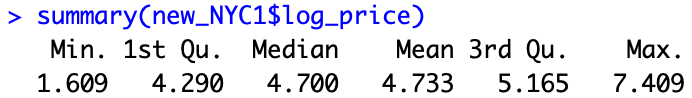 > summary(new_NYC1$log_price)
Min. 1st Qu. Median Mean 3rd Qu. Max.
1.609 4.290 4.700 4.733 5.165 7.409